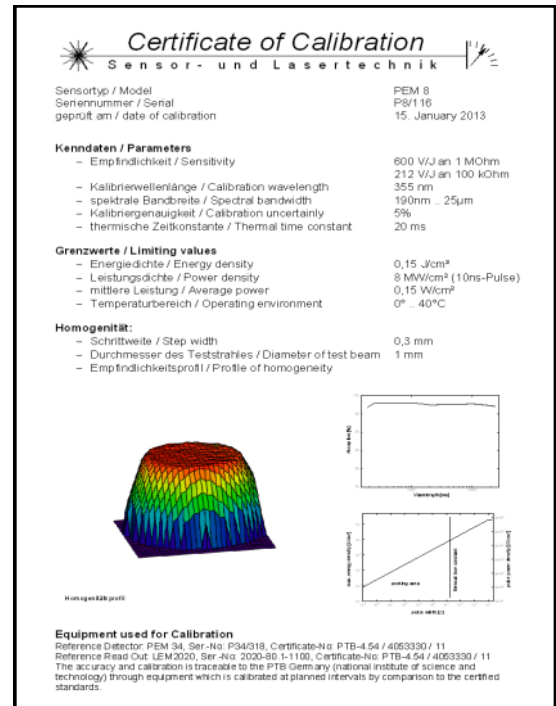 Certificate of Calibration
Sensor- und Lasertechnik
Sensortyp / Model PEM 8
Seriennummer / Serial P8/116
geprüft am / date of calibration 15. January 2013
Kenndaten / Parameters
– Empfindlichkeit / Sensitivity 600 V/J an 1 MOhm
212 V/J an 100 kOhm
– Kalibrierwellenlänge / Calibration wavelength 355 nm
– spektrale Bandbreite / Spectral bandwidth 190nm .. 25µm
– Kalibriergenauigkeit / Calibration uncertainly 5%
– thermische Zeitkonstante / Thermal time constant 20 ms
Grenzwerte / Limiting values
– Energiedichte / Energy density 0,15 J/cm²
– Leistungsdichte / Power density 8 MW/cm² (10ns-Pulse)
– mittlere Leistung / Average power 0,15 W/cm²
– Temperaturbereich / Operating environment 0° .. 40°C
Homogenität:
– Schrittweite / Step width 0,3 mm
– Durchmesser des Teststrahles / Diameter of test beam 1 mm
– Empfindlichkeitsprofil / Profile of homogeneity
Wavelength [nm]
working area
Homogenitätsprofil
Equipment used for Calibration
Reference Detector: PEM 34, Ser.-No: P34/318, Certificate-No: PTB-4.54 / 4053330 / 11
Reference Read Out: LEM2020, Ser.-No: 2020-80.1-1100, Certificate-No: PTB-4.54 / 4053330 / 11
The accuracy and calibration is traceable to the PTB Germany (national institute of science and
technology) through equipment which is calibrated at planned intervals by comparison to the certified
standards.